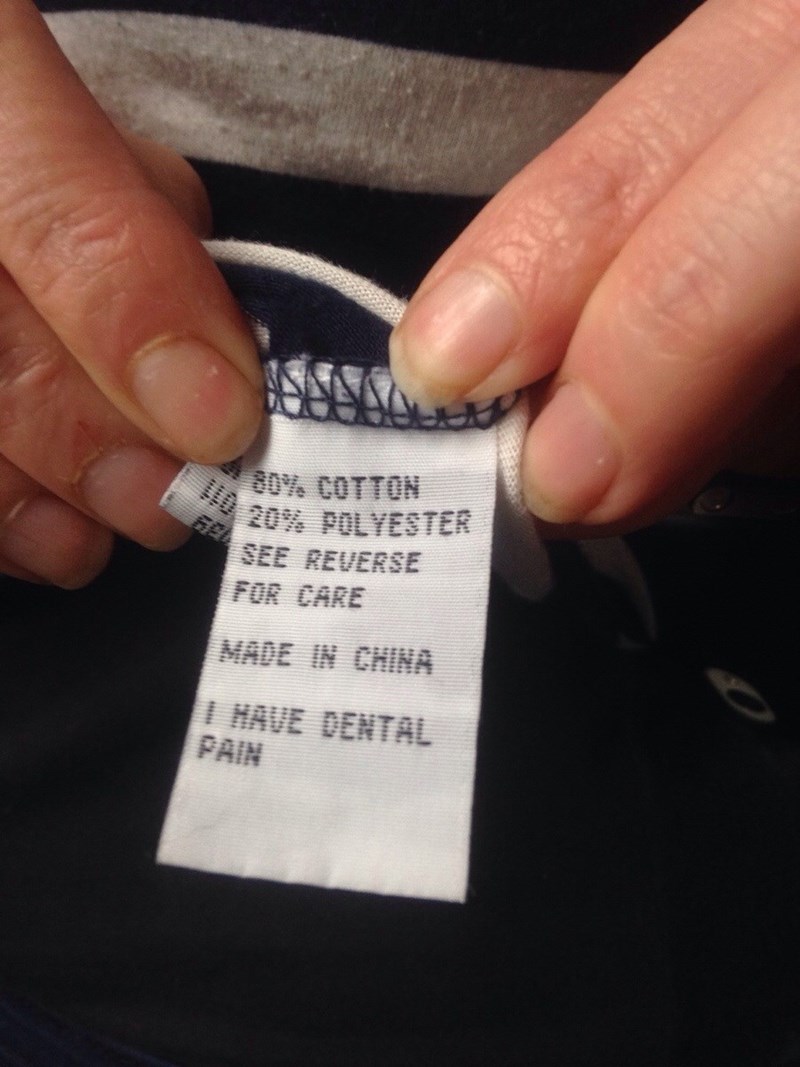 80% COTTON
20% POLYESTER
SEE REVERSE
FOR CARE
MADE IN CHINA
I HAVE DENTAL
PAIN